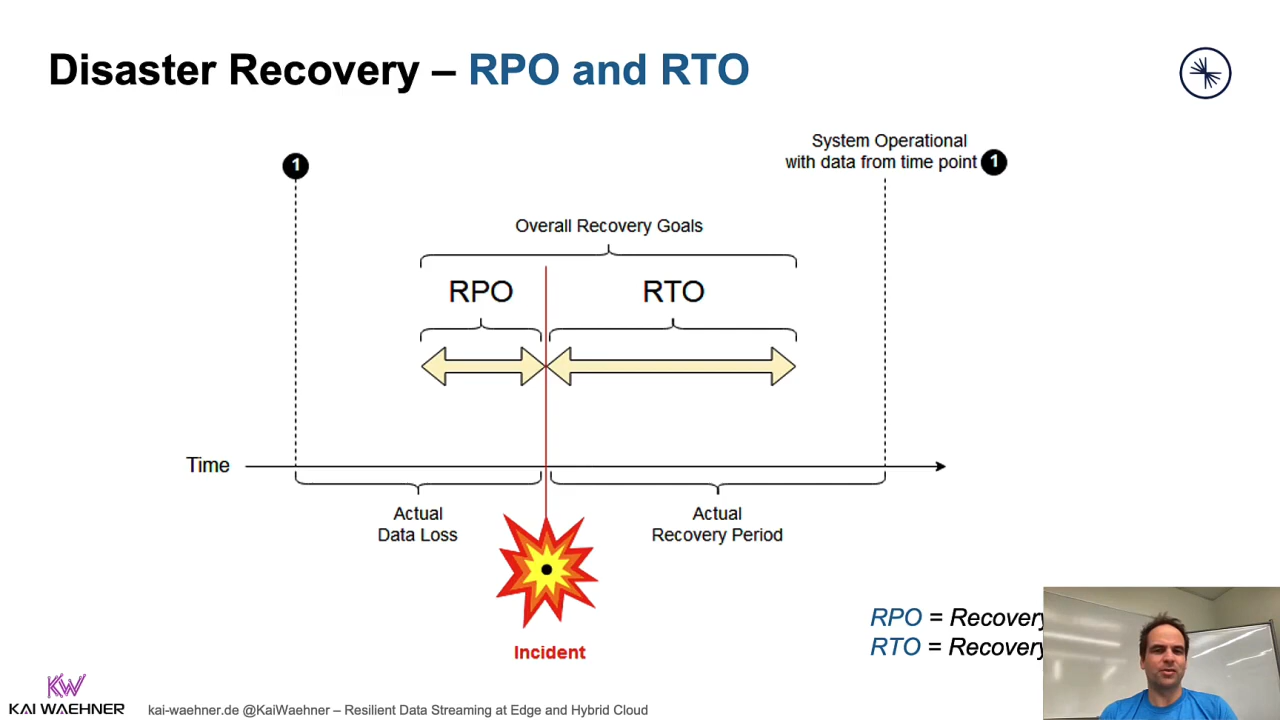 Disaster Recovery – RPO and RTO
1
System Operational
with data from time point 1
Overall Recovery Goals
RPO
RTO
Time
Actual
Data Loss
Actual
Recovery Period
Incident
RPO = Recovery
RTO = Recovery
KW
KAI WAEHNER
kai-waehner.de @KaiWaehner – Resilient Data Streaming at Edge and Hybrid Cloud